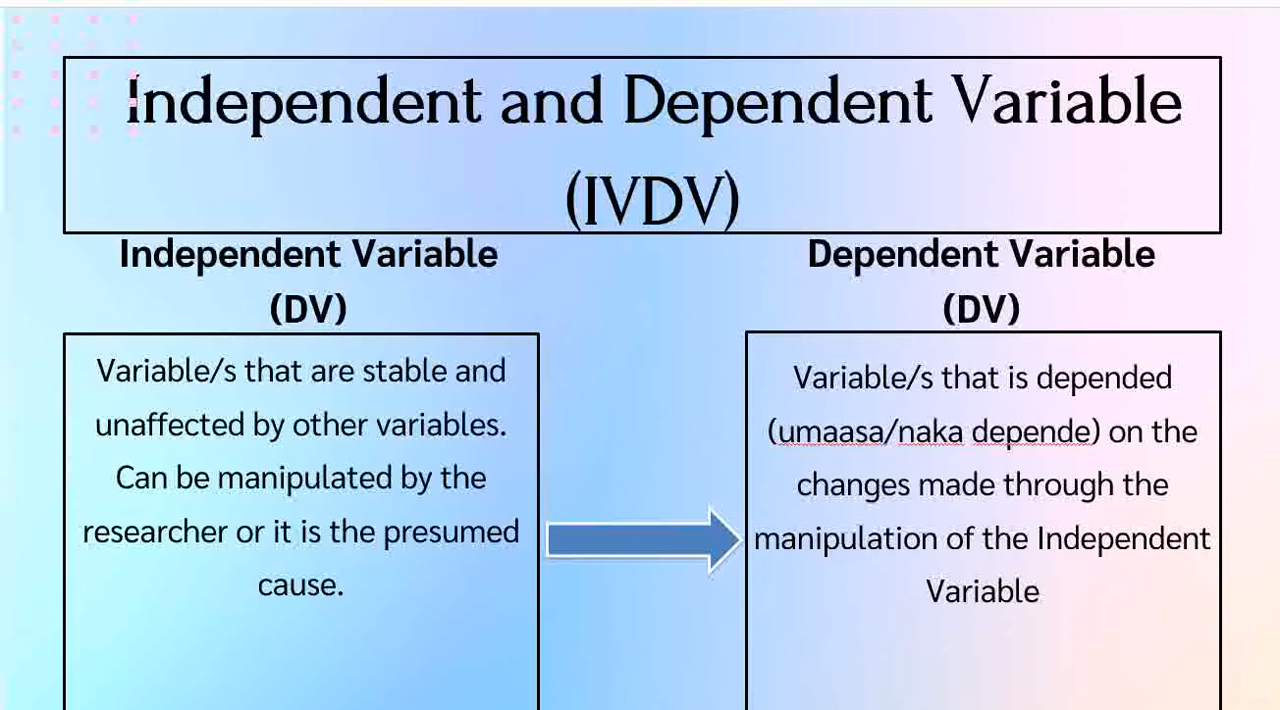 Independent and Dependent Variable
(IVDV)
Independent Variable
(DV)
Variable/s that are stable and
unaffected by other variables.
Can be manipulated by the
researcher or it is the presumed
cause.
Dependent Variable
(DV)
Variable/s that is depended
(umaasa/naka depende) on the
changes made through the
manipulation of the Independent
Variable